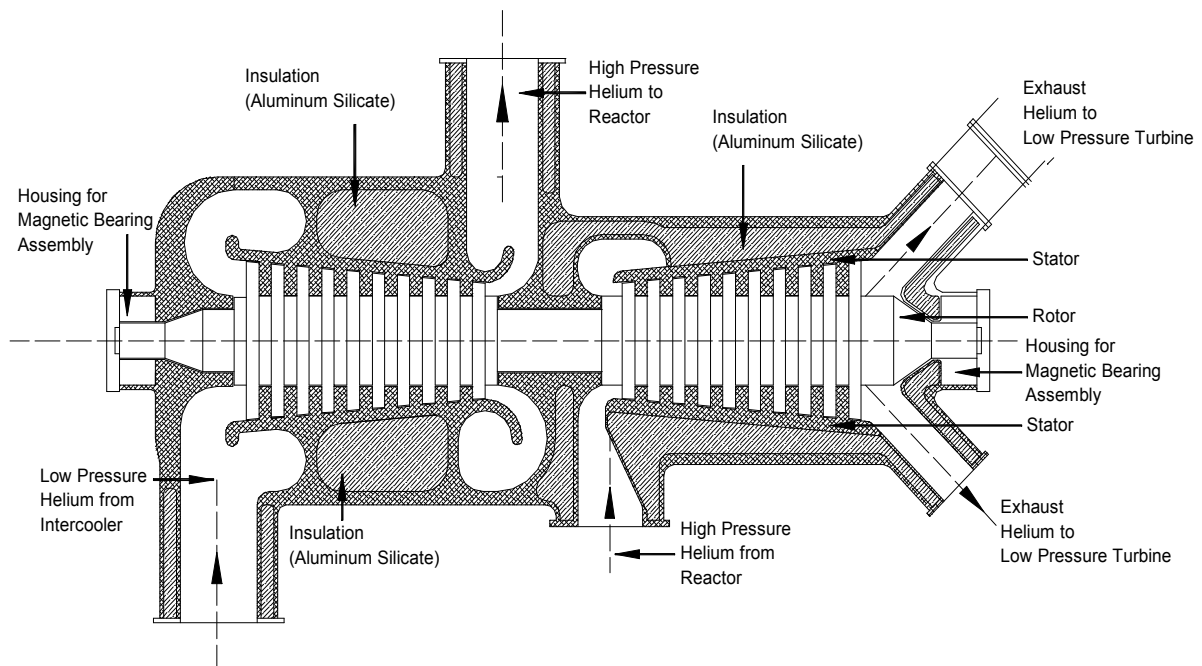 Insulation
(Aluminum Silicate)
High Pressure
Helium to
Reactor
Insulation
(Aluminum Silicate)
Exhaust
Helium to
Low Pressure Turbine
Housing for
Magnetic Bearing
Assembly
Stator
Rotor
Housing for
Magnetic Bearing
Assembly
Stator
Low Pressure
Helium from
Intercooler
Insulation
(Aluminum Silicate)
High Pressure
Helium from
Reactor
Exhaust
Helium to
Low Pressure Turbine